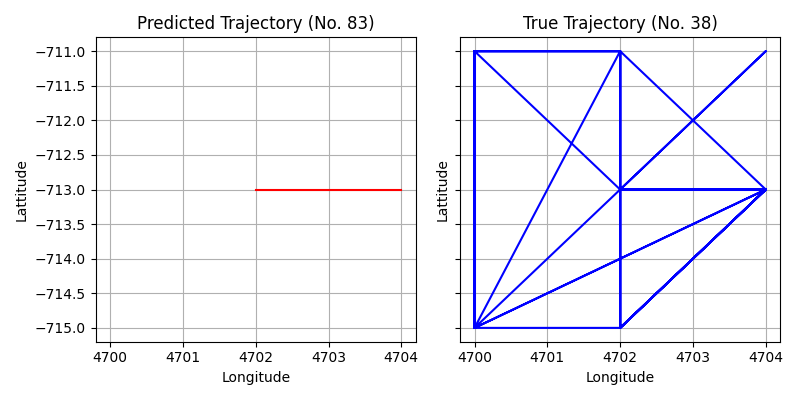 Predicted Trajectory (No. 83)
−711.0
−711.5
−712.0
−712.5
−713.0
−713.5
−714.0
−714.5
−715.0
Lattitude
4700 4701 4702 4703 4704
Longitude
True Trajectory (No. 38)
Lattitude
4700 4701 4702 4703 4704
Longitude